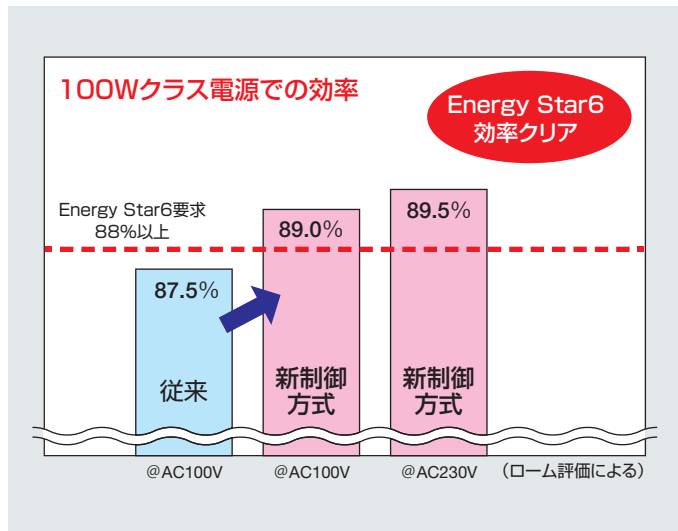 100Wクラス電源での効率
Energy Star6
効率クリア
Energy Star6要求
88%以上
87.5%
89.0%
89.5%
従来
新制御
方式
新制御
方式
@AC100V
@AC100V
@AC230V
(ローム評価による)